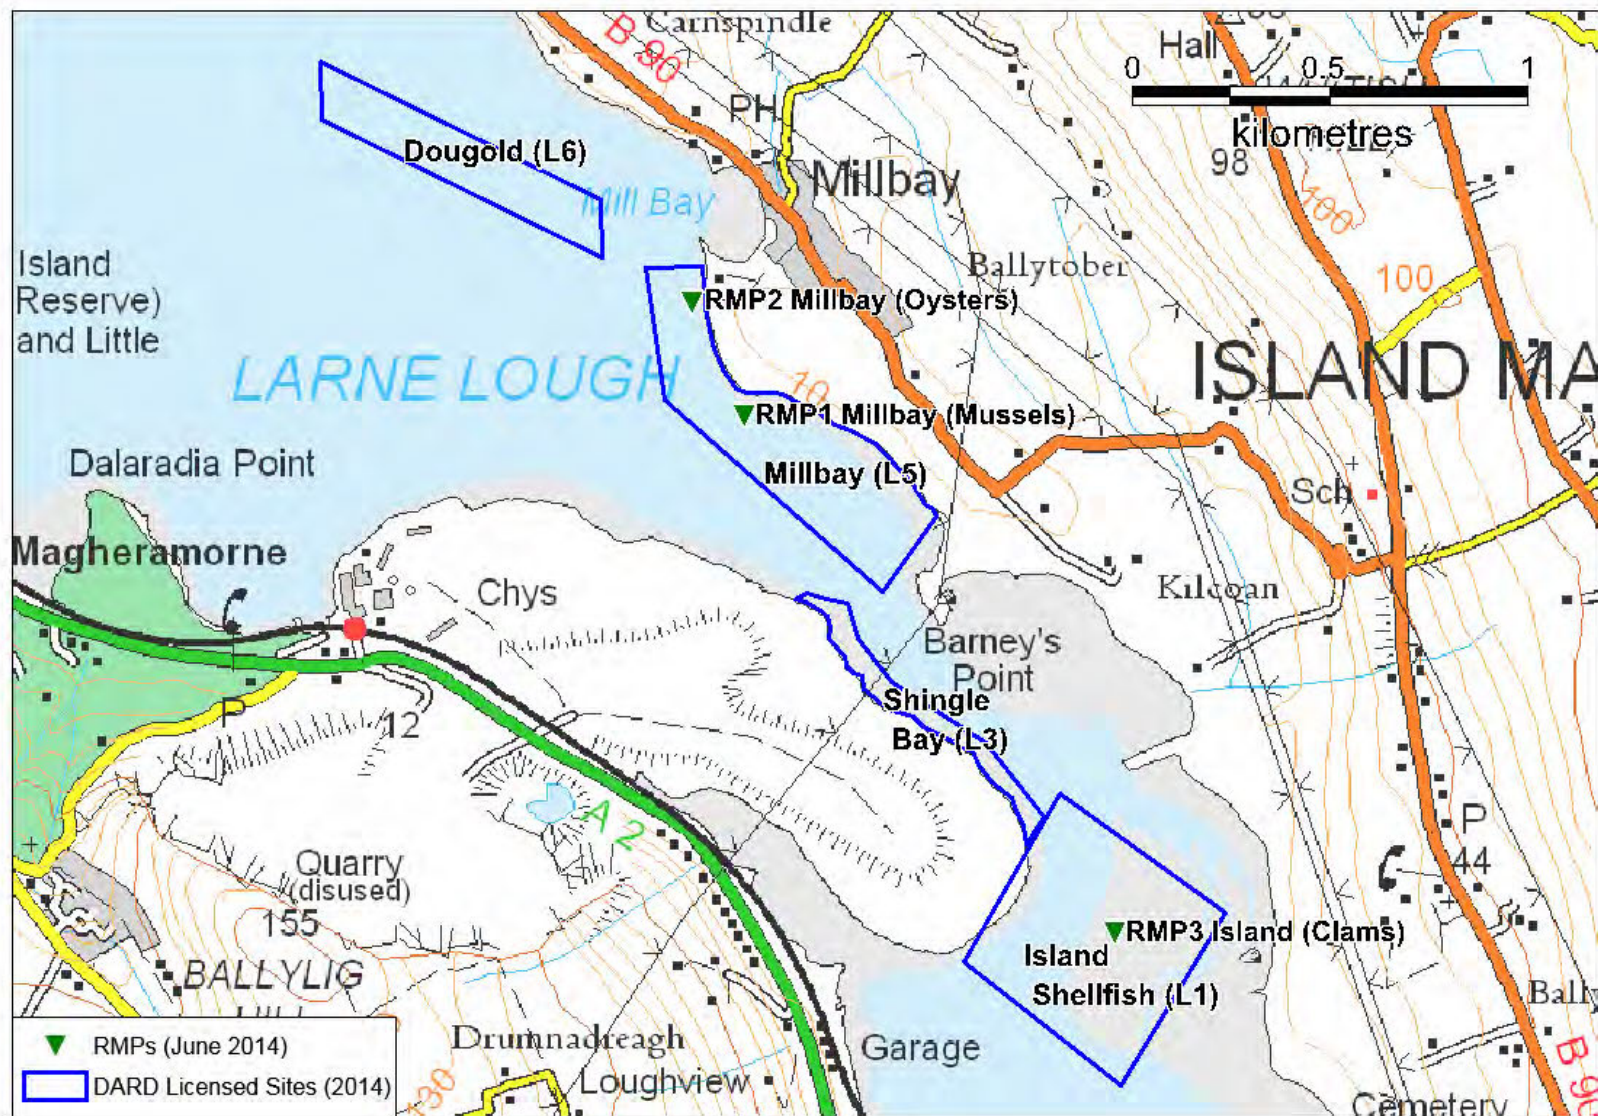 Carnspindle
B 90
Hall
0 0.5 1
kilometres
PH
98
Dougold (L6)
Mill Bay
Millbay
100
Island
Reserve)
and Little
Ballytober
100
RMP2 Millbay (Oysters)
LARNE LOUGH
10
ISLAND MA
RMP1 Millbay (Mussels)
Dalaradia Point
Millbay (L5)
Sch
Magheramorne
Chys
Kilcoan
Barney's
Point
P
12
Shingle
Bay (L3)
A 2
P
44
Quarry
(disused)
155
RMP3 Island (Clams)
Island
Shellfish (L1)
BALLYLIG
Bally
Drumnadreagh
Garage
Loughview
130
B 90
Cemetery
RMPs (June 2014)
DARD Licensed Sites (2014)